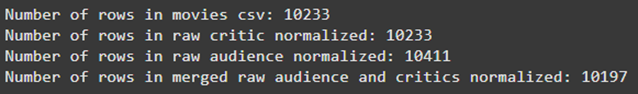 Number of rows in movies csv: 10233
Number of rows in raw critic normalized: 10233
Number of rows in raw audience normalized: 10411
Number of rows in merged raw audience and critics normalized: 10197